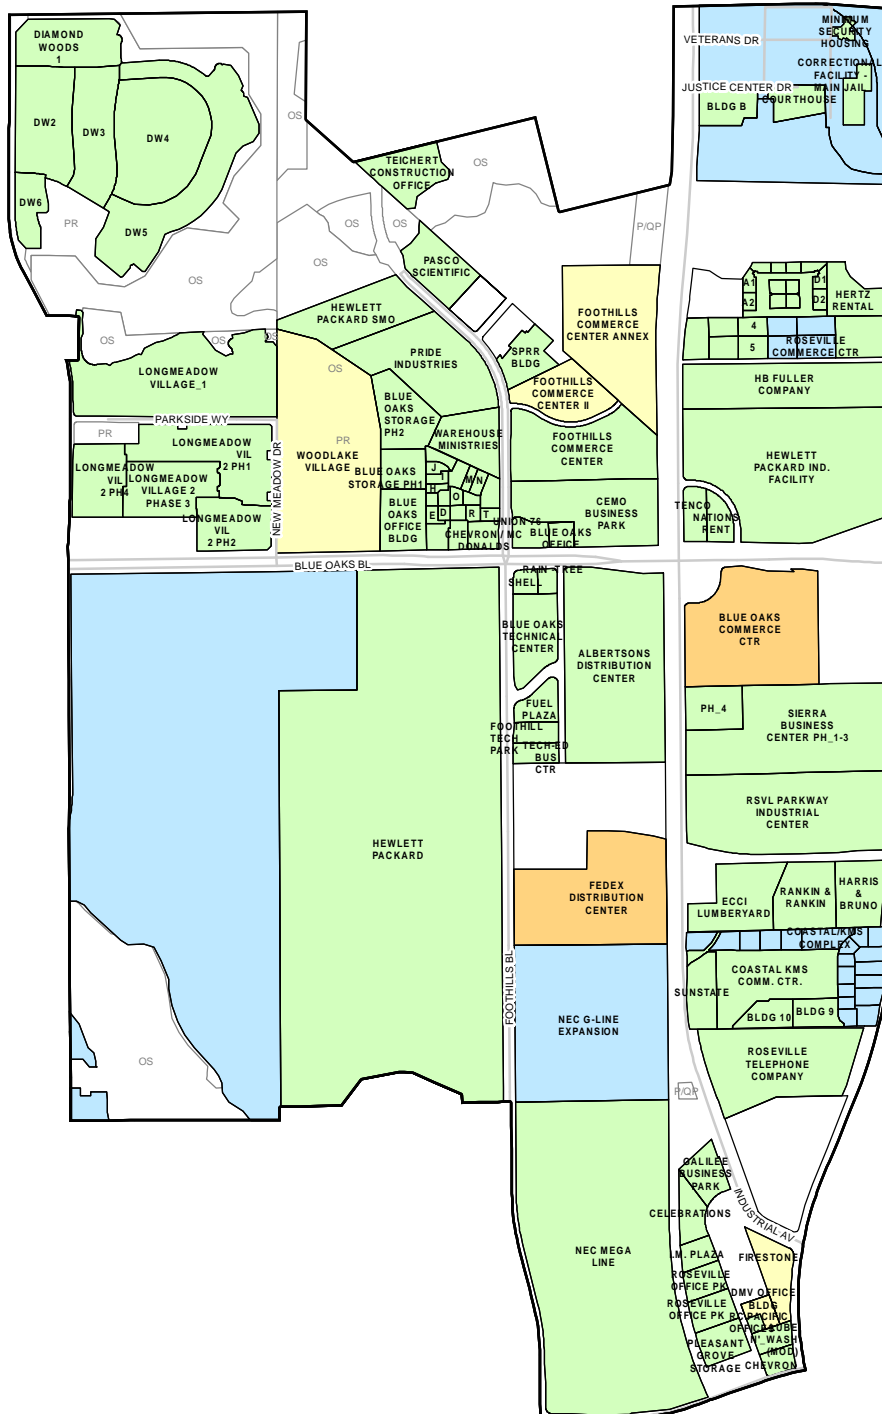 DIAMOND
WOODS
1
DW2
DW3
DW4
DW5
DW6
PR
OS
OS
OS
OS
OS
OS
OS
TEICHERT
CONSTRUCTION
OFFICE
PASCO
SCIENTIFIC
P/QP
VETERANS DR
JUSTICE CENTER DR
MINIMUM
SECURITY
HOUSING
CORRECTIONAL
FACILITY -
MAIN JAIL
COURTHOUSE
BLDG B
A1
A2
D1
D2
HERTZ
RENTAL
4
5
ROSEVILLE
COMMERCE CTR
HB FULLER
COMPANY
HEWLETT
PACKARD IND.
FACILITY
TENCO
NATIONS
RENT
HEWLETT
PACKARD SMO
PRIDE
INDUSTRIES
SPRR
BLDG
FOOTHILLS
COMMERCE
CENTER ANNEX
FOOTHILLS
COMMERCE
CENTER II
FOOTHILLS
COMMERCE
CENTER
CEMO
BUSINESS
PARK
BLUE OAKS
OFFICE
OS
OS
OS
OS
LONGMEADOW
VILLAGE_1
PARKSIDE WY
PR
LONGMEADOW
VIL
2 PH1
LONGMEADOW
VIL
2 PH4
LONGMEADOW
VILLAGE 2
PHASE 3
LONGMEADOW
VIL
2 PH2
NEW MEADOW DR
PR
WOODLAKE
VILLAGE
BLUE
OAKS
STORAGE
PH2
WAREHOUSE
MINISTRIES
BLUE OAKS
STORAGE PH1
BLUE
OAKS
OFFICE
BLDG
J
I
H
M
N
O
E
D
R
T
UNION 76
CHEVRON / MC
DONALDS
BLUE OAKS BL
RAIN -TREE
SHELL
BLUE OAKS
TECHNICAL
CENTER
ALBERTSONS
DISTRIBUTION
CENTER
FUEL
PLAZA
FOOTHILL
TECH
PARK
TECH-ED
BUS
CTR
BLUE OAKS
COMMERCE
CTR
PH_4
SIERRA
BUSINESS
CENTER PH_1-3
RSVL PARKWAY
INDUSTRIAL
CENTER
HEWLETT
PACKARD
FEDEX
DISTRIBUTION
CENTER
FOOTHILLS BL
NEC G-LINE
EXPANSION
ECCI
LUMBERYARD
RANKIN &
RANKIN
HARRIS
&
BRUNO
COASTAL/KMS
COMPLEX
COASTAL KMS
COMM. CTR.
SUNSTATE
BLDG 10
BLDG 9
ROSEVILLE
TELEPHONE
COMPANY
OS
P/QP
NEC MEGA
LINE
GALILEE
BUSINESS
PARK
INDUSTRIAL AV
CELEBRATIONS
I.M. PLAZA
FIRESTONE
ROSEVILLE
OFFICE PK
ROSEVILLE
OFFICE PK
DMV OFFICE
BLDG
PACIFIC
PLEASANT
GROVE
STORAGE
N'_WASH
(MOD)
CHEVRON